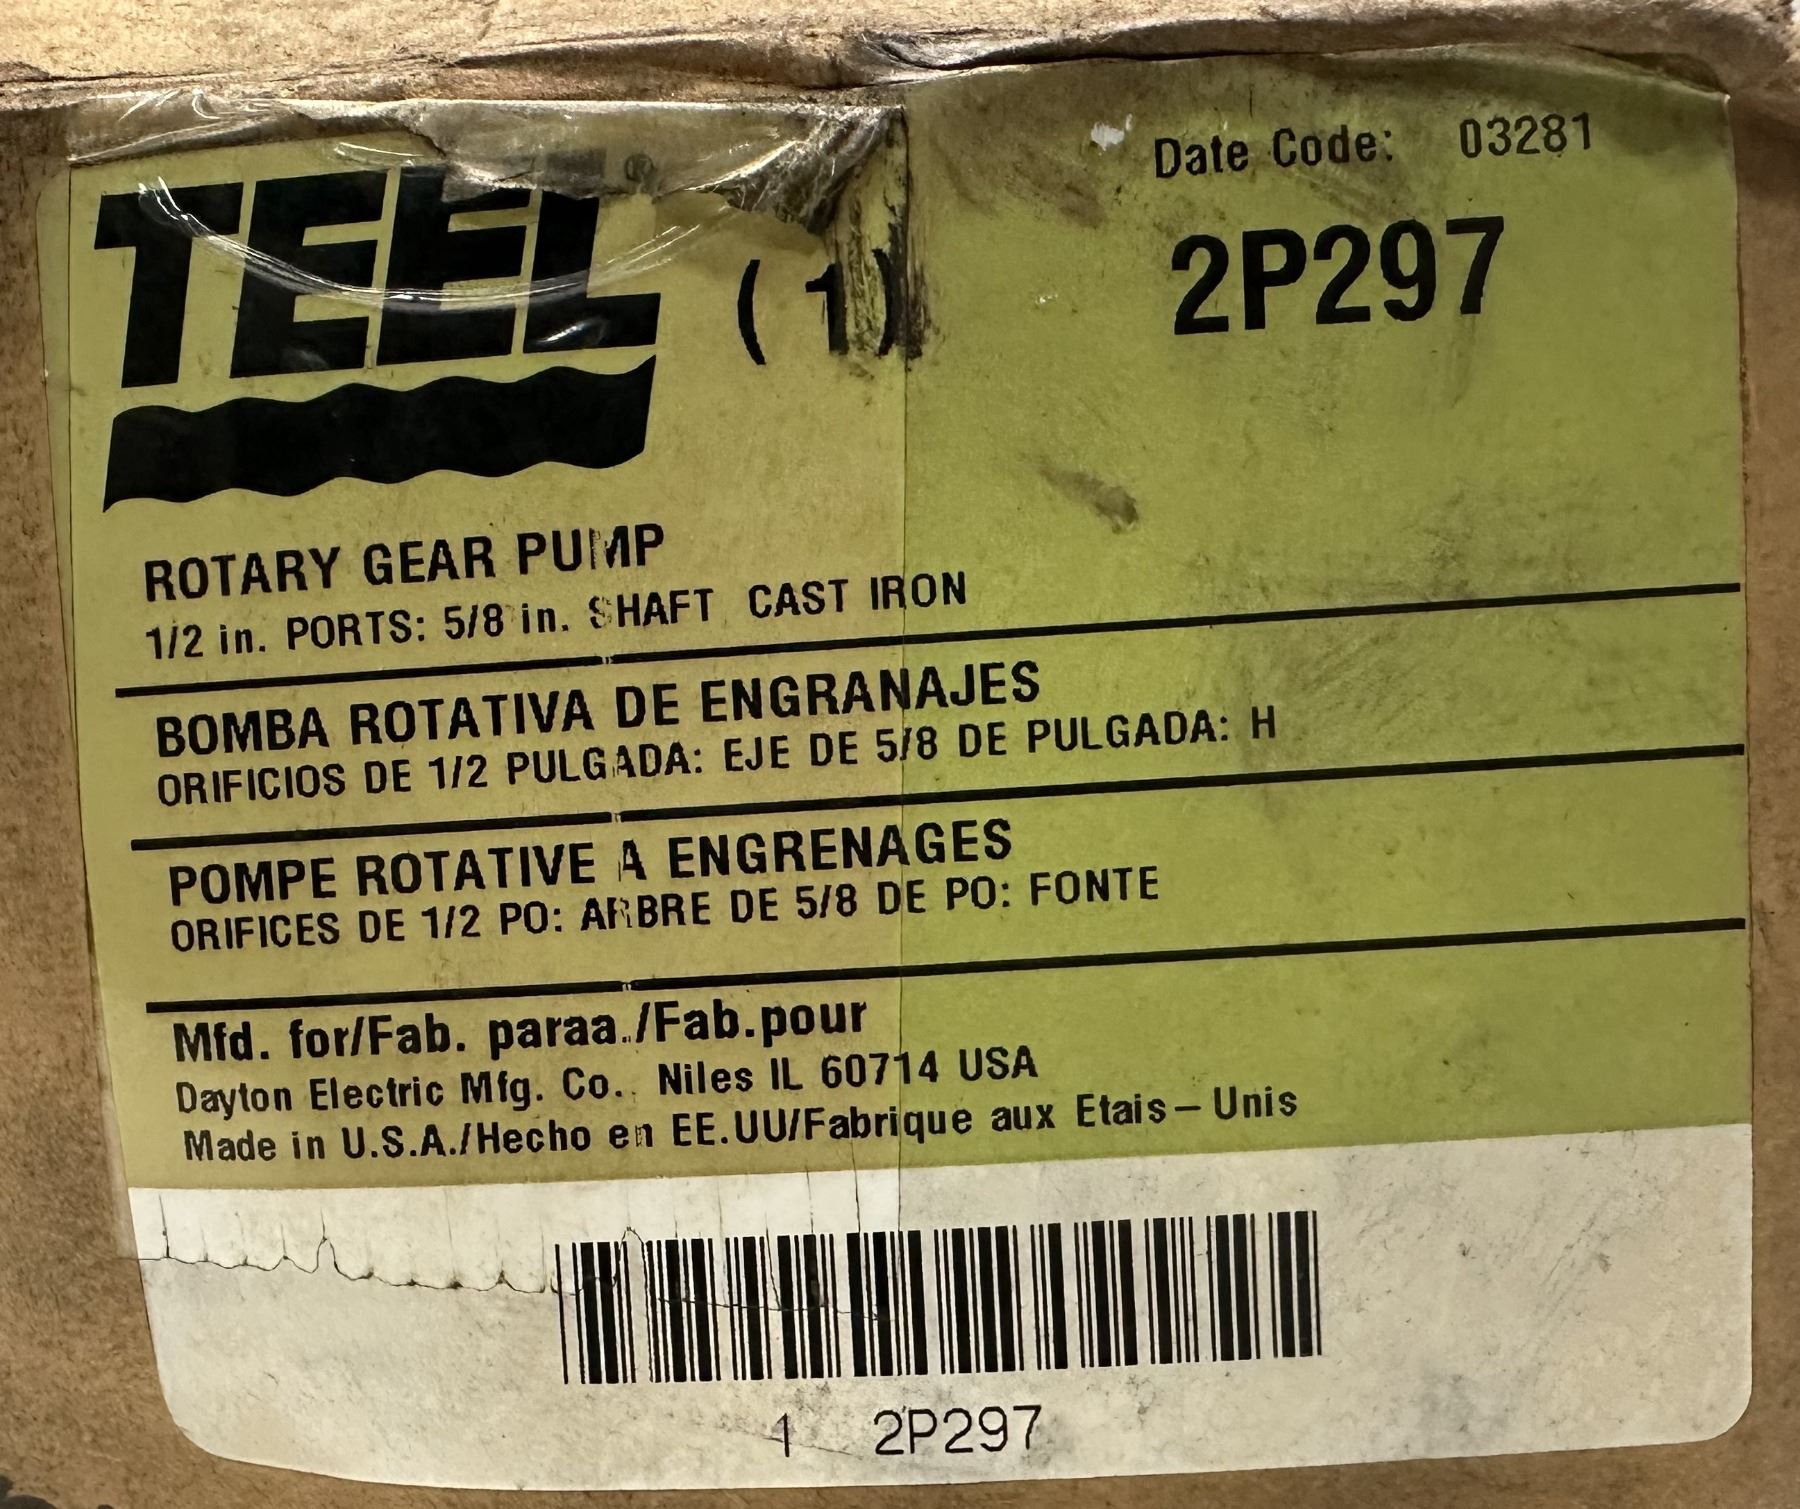 Date Code: 03281
TEEL® (1) 2P297
ROTARY GEAR PUMP
1/2 in. PORTS: 5/8 in. SHAFT CAST IRON
BOMBA ROTATIVA DE ENGRANAJES
ORIFICIOS DE 1/2 PULGADA: EJE DE 5/8 DE PULGADA: H
POMPE ROTATIVE A ENGRENAGES
ORIFICES DE 1/2 PO: ARBRE DE 5/8 DE PO: FONTE
Mfd. for/Fab. paraa./Fab.pour
Dayton Electric Mfg. Co.. Niles IL 60714 USA
Made in U.S.A./Hecho en EE.UU/Fabrique aux Etais-Unis
1 2P297